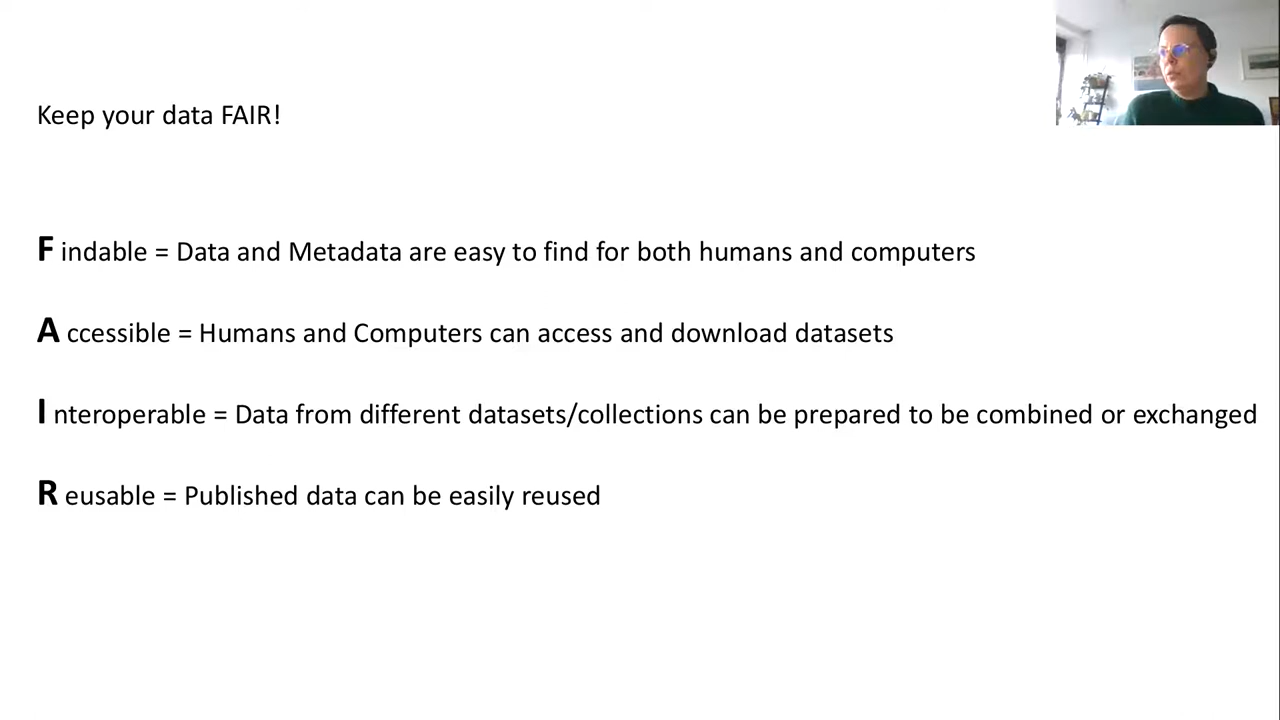 Keep your data FAIR!
F indable = Data and Metadata are easy to find for both humans and computers
A ccessible = Humans and Computers can access and download datasets
I nteroperable = Data from different datasets/collections can be prepared to be combined or exchanged
R eusable = Published data can be easily reused